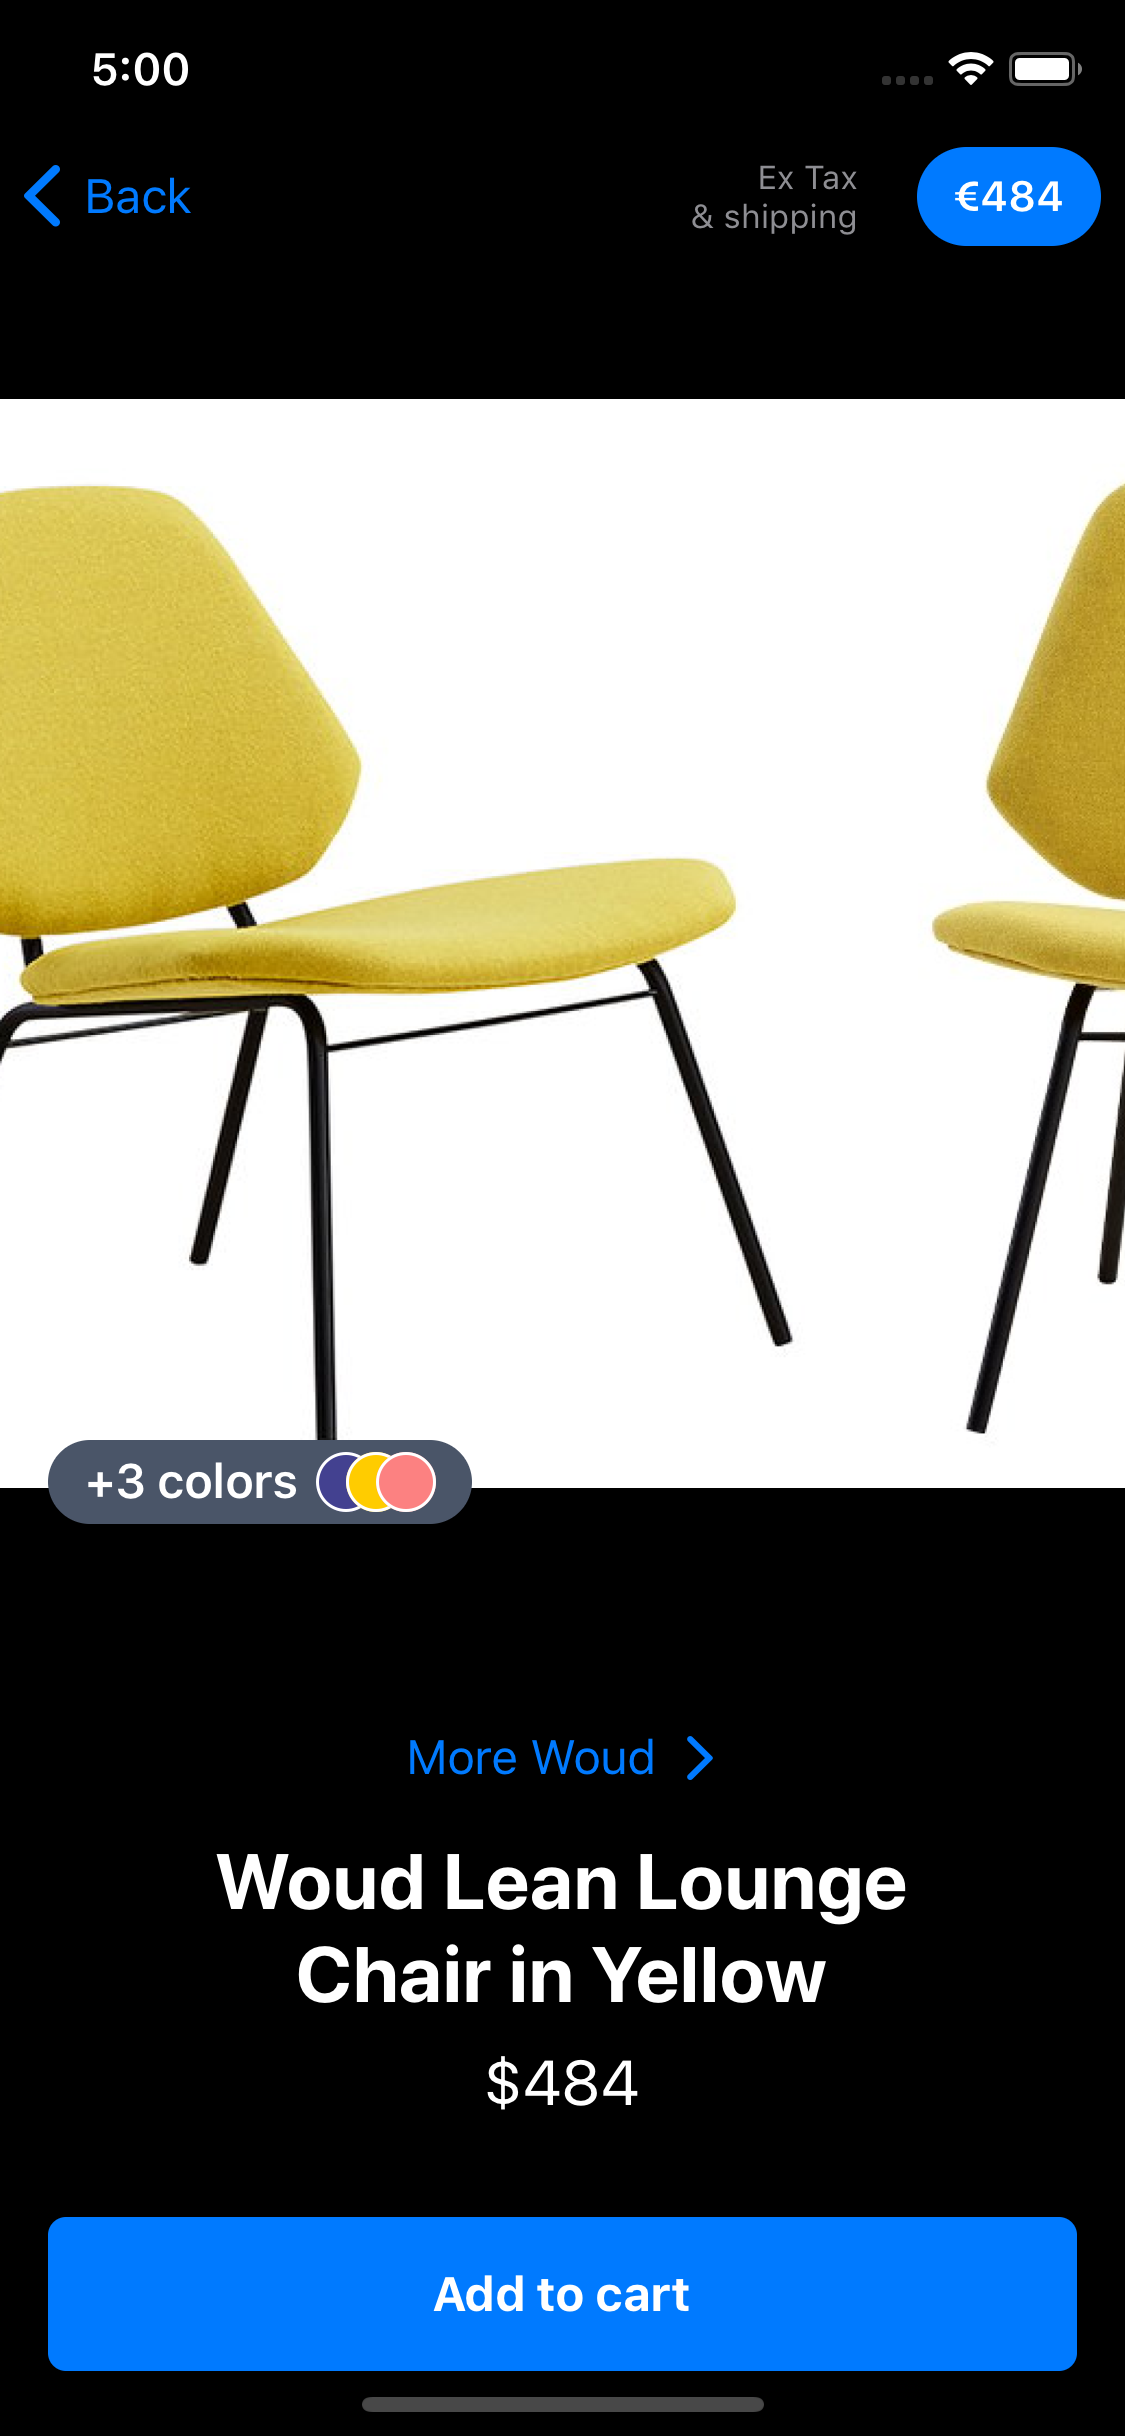 5:00
Back
Ex Tax
& shipping
€484
+3 colors
More Woud
Woud Lean Lounge
Chair in Yellow
$484
Add to cart